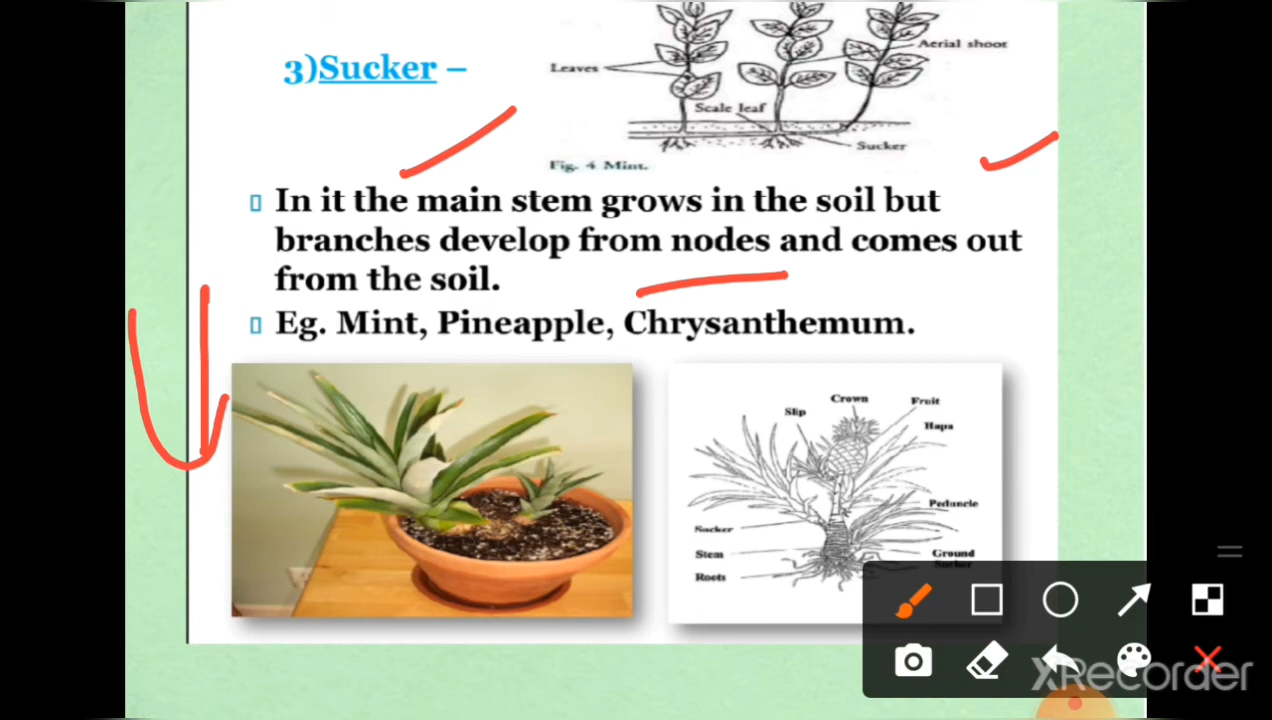 3)Sucker –
Leaves
Aerial shoot
Scale leaf
Sucker
Fig. 4 Mint.
In it the main stem grows in the soil but
branches develop from nodes and comes out
from the soil.
Eg. Mint, Pineapple, Chrysanthemum.
Crown
Slip
Fruit
Hapa
Peduncle
Sucker
Stem
Roots
Ground
Sucker
XRecorder